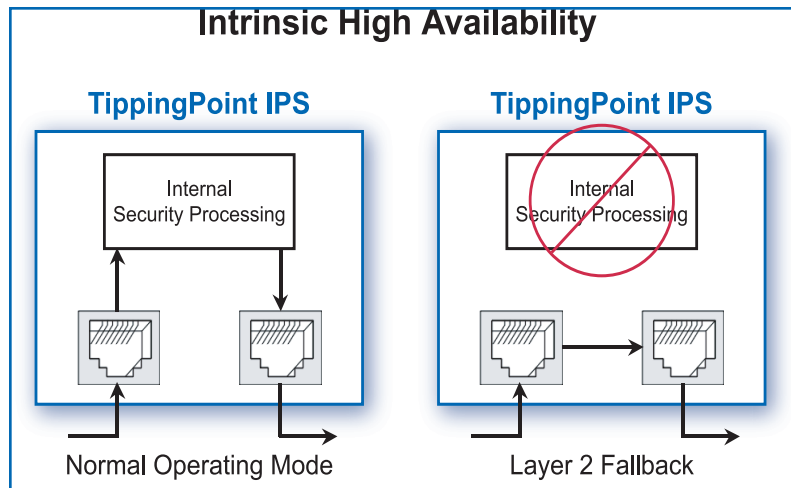 Intrinsic High Availability
TippingPoint IPS
Internal
Security Processing
Normal Operating Mode
TippingPoint IPS
Internal
Security Processing
Layer 2 Fallback